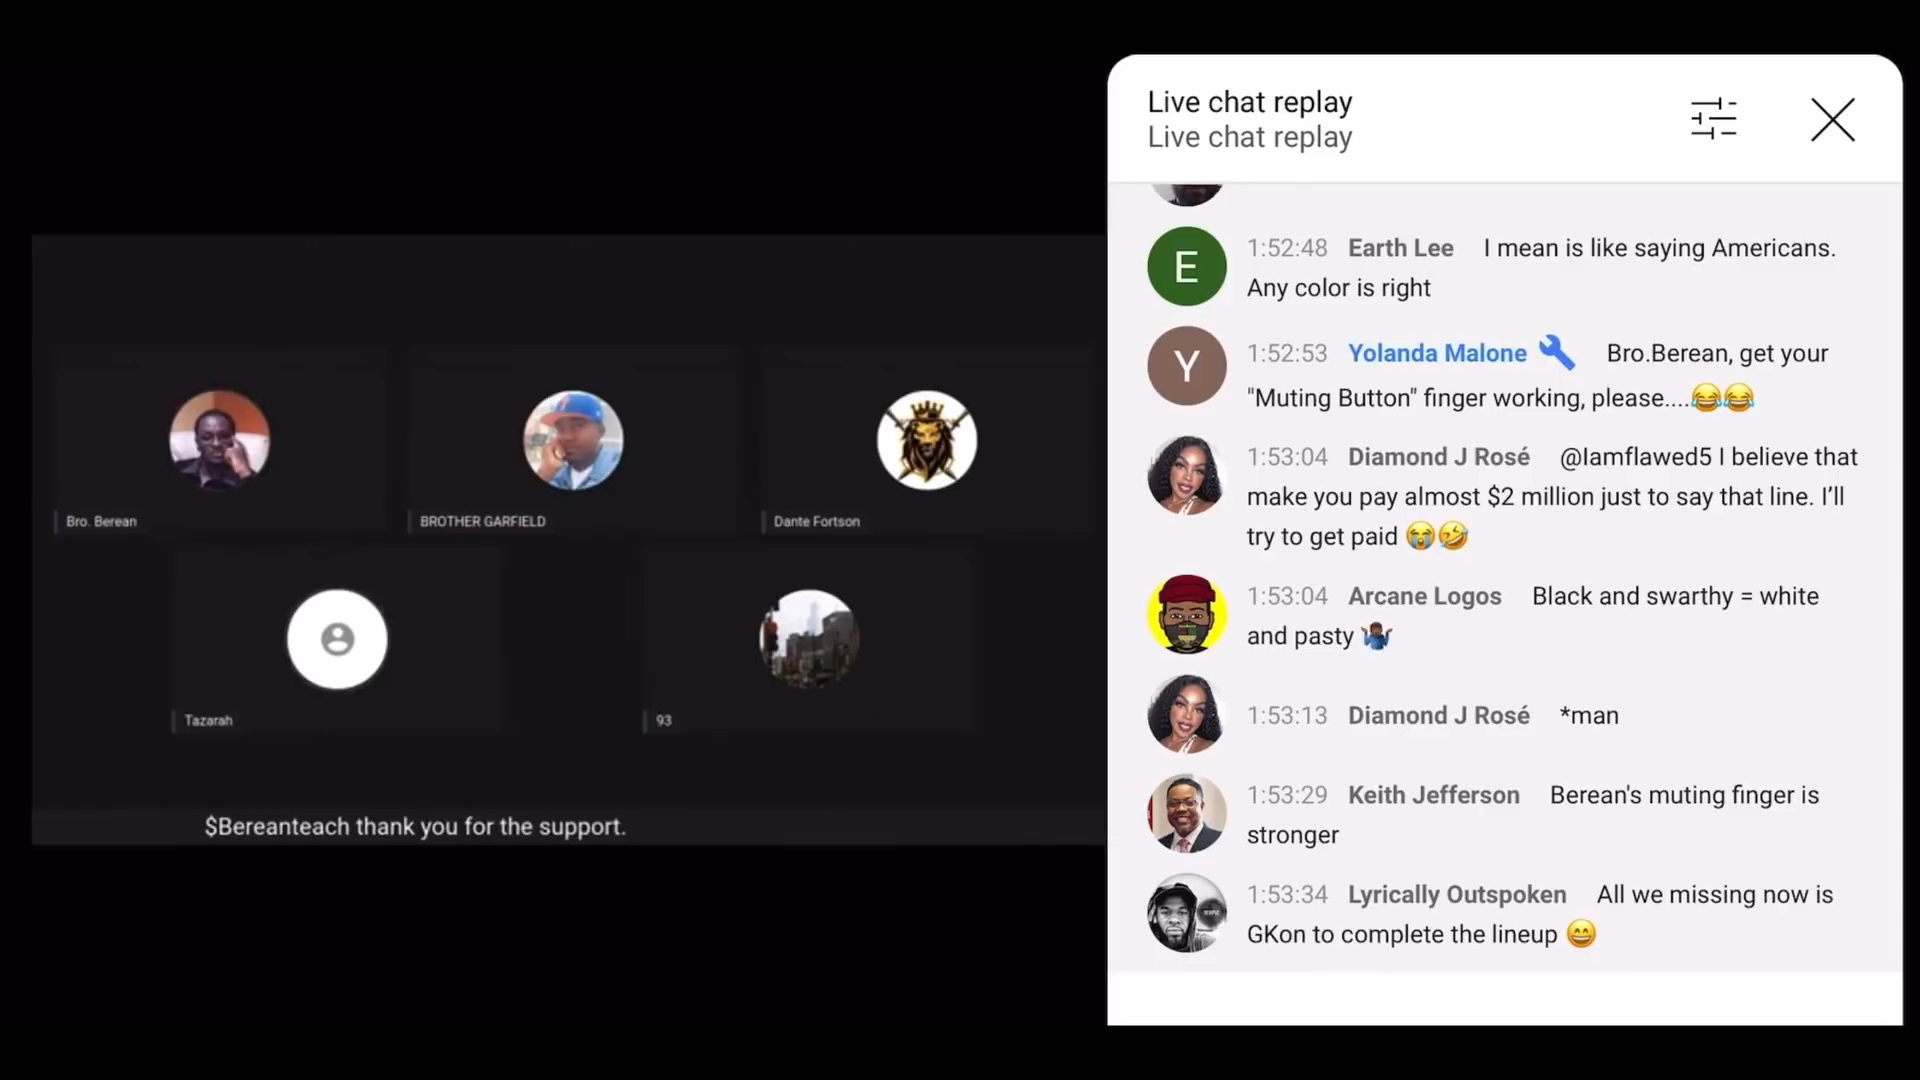 Bro. Berean
BROTHER GARFIELD
Dante Fortson
Tazarah
93
$Bereanteach thank you for the support.
Live chat replay
Live chat replay
E
1:52:48 Earth Lee I mean is like saying Americans.
Any color is right
Y
1:52:53 Yolanda Malone Bro.Berean, get your
"Muting Button" finger working, please....😂😂
1:53:04 Diamond J Rosé @Iamflawed5 I believe that
make you pay almost $2 million just to say that line. I’ll
try to get paid 😭🤣
1:53:04 Arcane Logos Black and swarthy = white
and pasty 🤷🏾‍♂️
1:53:13 Diamond J Rosé *man
1:53:29 Keith Jefferson Berean's muting finger is
stronger
1:53:34 Lyrically Outspoken All we missing now is
GKon to complete the lineup 😄